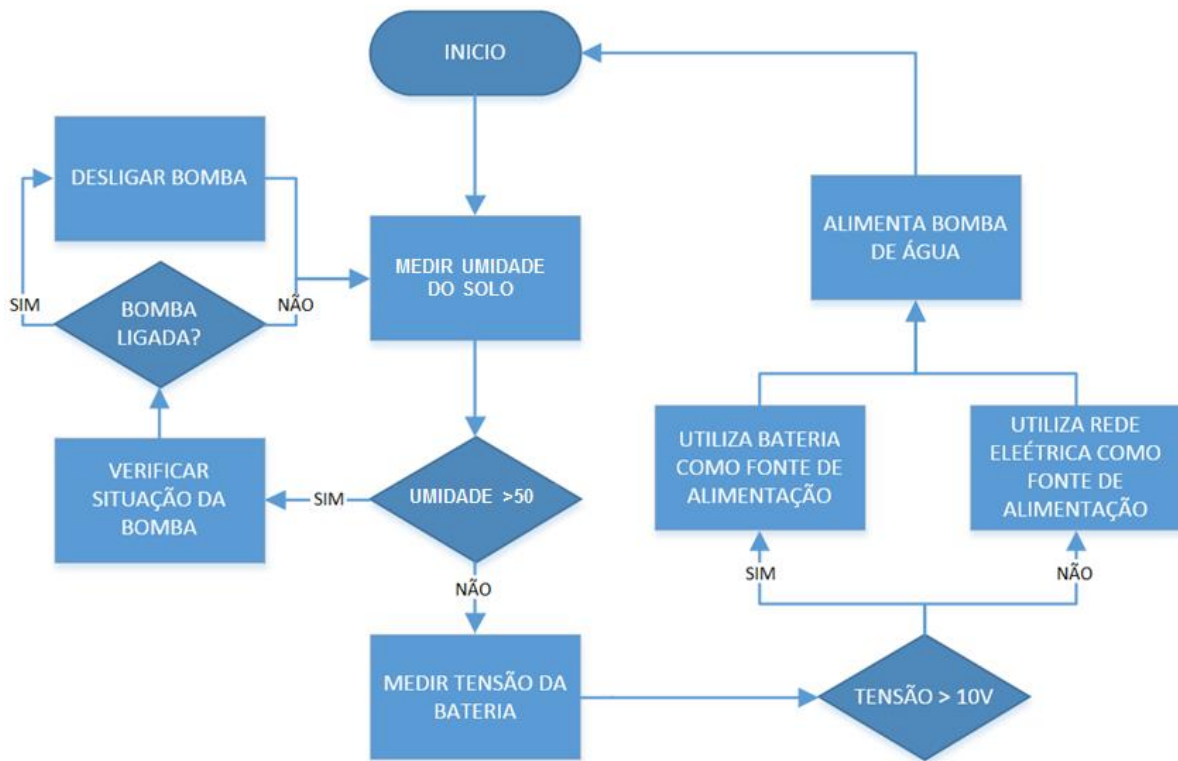 INICIO
DESLIGAR BOMBA
ALIMENTA BOMBA
DE ÁGUA
MEDIR UMIDADE
DO SOLO
SIM
BOMBA
LIGADA?
NÃO
UTILIZA BATERIA
COMO FONTE DE
ALIMENTAÇÃO
UTILIZA REDE
ELEÉTRICA COMO
FONTE DE
ALIMENTAÇÃO
VERIFICAR
SITUAÇÃO DA
BOMBA
SIM
UMIDADE >50
NÃO
SIM
NÃO
MEDIR TENSÃO DA
BATERIA
TENSÃO > 10V